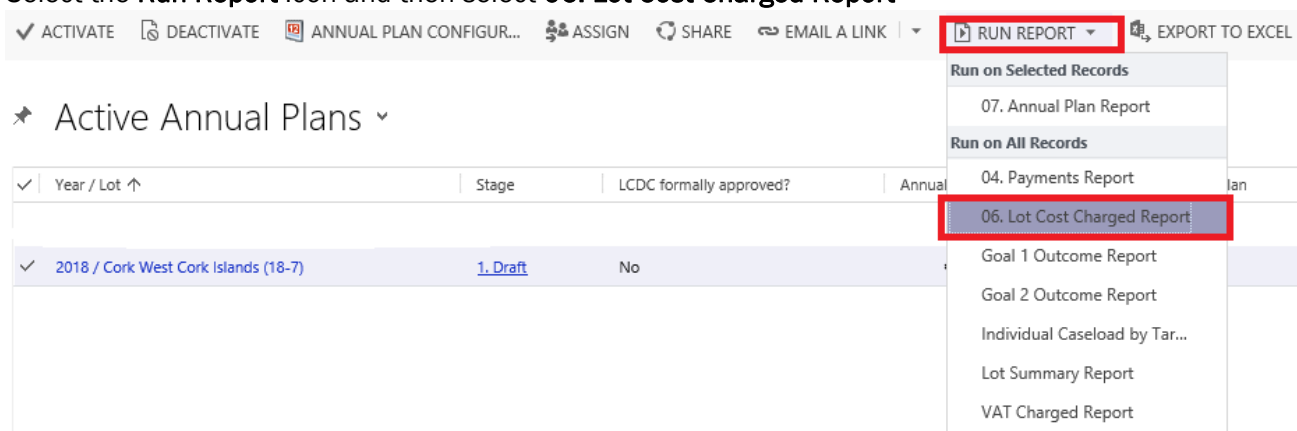 Select the Run Report icon and then select 06. Lot Cost Charged Report
ACTIVATE DEACTIVATE ANNUAL PLAN CONFIGUR... ASSIGN SHARE EMAIL A LINK RUN REPORT EXPORT TO EXCEL
Run on Selected Records
07. Annual Plan Report
Active Annual Plans
Run on All Records
Year / Lot ↑ Stage LCDC formally approved? Annual 04. Payments Report lan
06. Lot Cost Charged Report
2018 / Cork West Cork Islands (18-7) 1. Draft No
Goal 1 Outcome Report
Goal 2 Outcome Report
Individual Caseload by Tar...
Lot Summary Report
VAT Charged Report